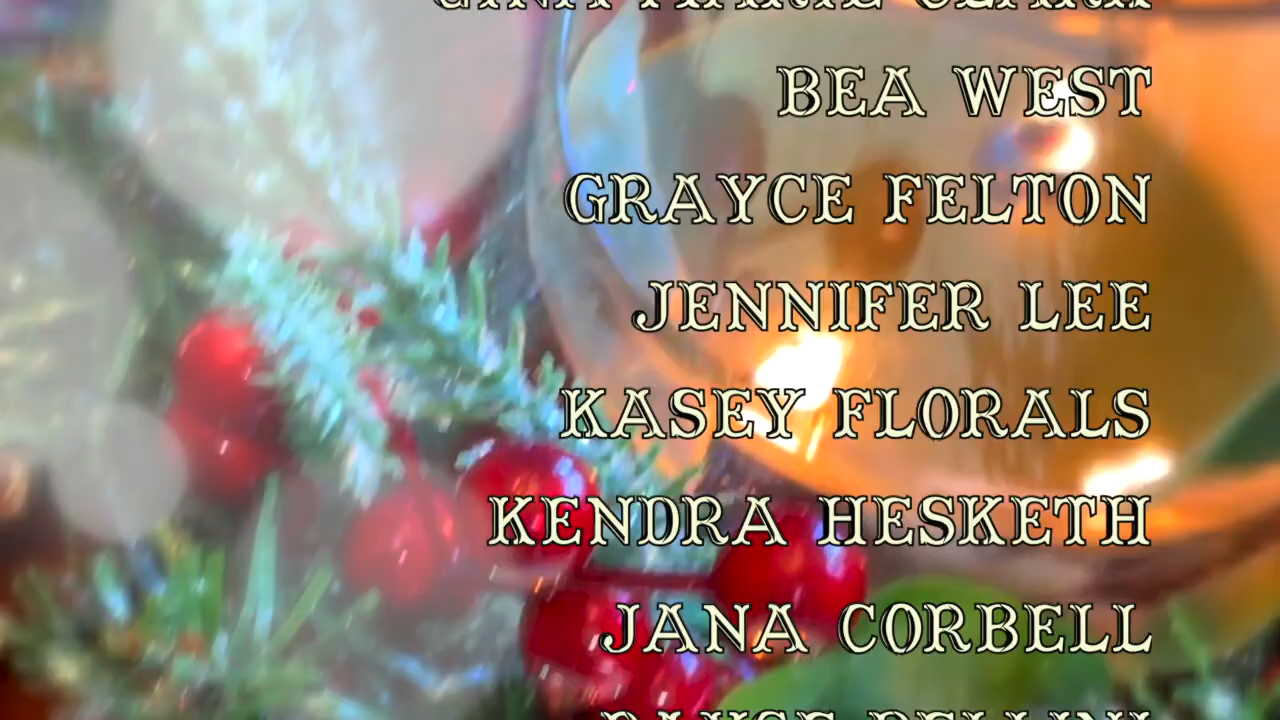 BEA WEST
GRAYCE FELTON
JENNIFER LEE
KASEY FLORALS
KENDRA HESKETH
JANA CORBELL